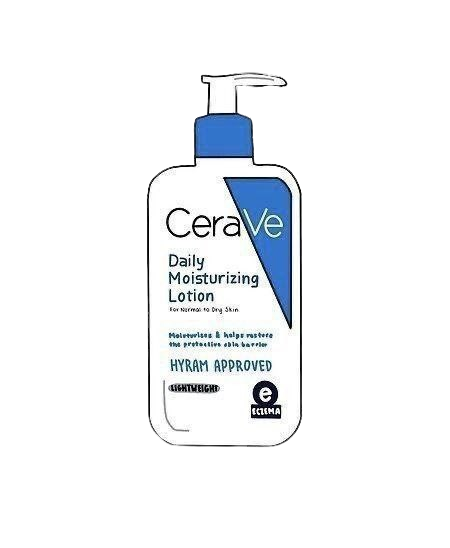 CeraVe
Daily
Moisturizing
Lotion
For Normal to Dry Skin
Moisturizes & helps restore
the protective skin barrier
HYRAM APPROVED
LIGHTWEIGHT
e
ECZEMA